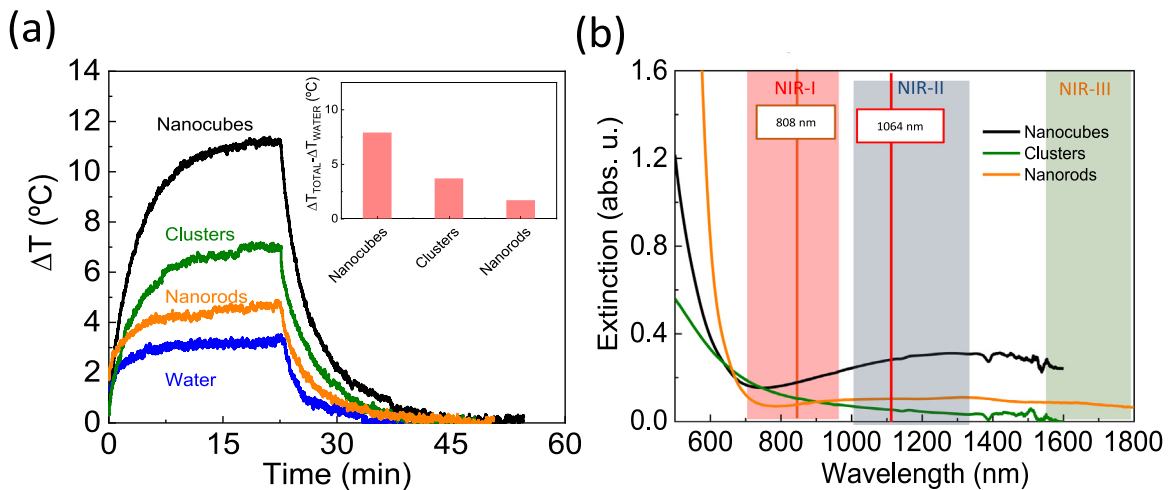 (a)
14
12
10
8
6
4
2
0
ΔT (ºC)
0
15
30
45
60
Time (min)
Nanocubes
Clusters
Nanorods
Water
10
5
0
ΔT_TOTAL-ΔT_WATER (ºC)
Nanocubes
Clusters
Nanorods
(b)
1.6
1.2
0.8
0.4
0.0
Extinction (abs. u.)
600
800
1000
1200
1400
1600
1800
Wavelength (nm)
NIR-I
NIR-II
NIR-III
808 nm
1064 nm
Nanocubes
Clusters
Nanorods